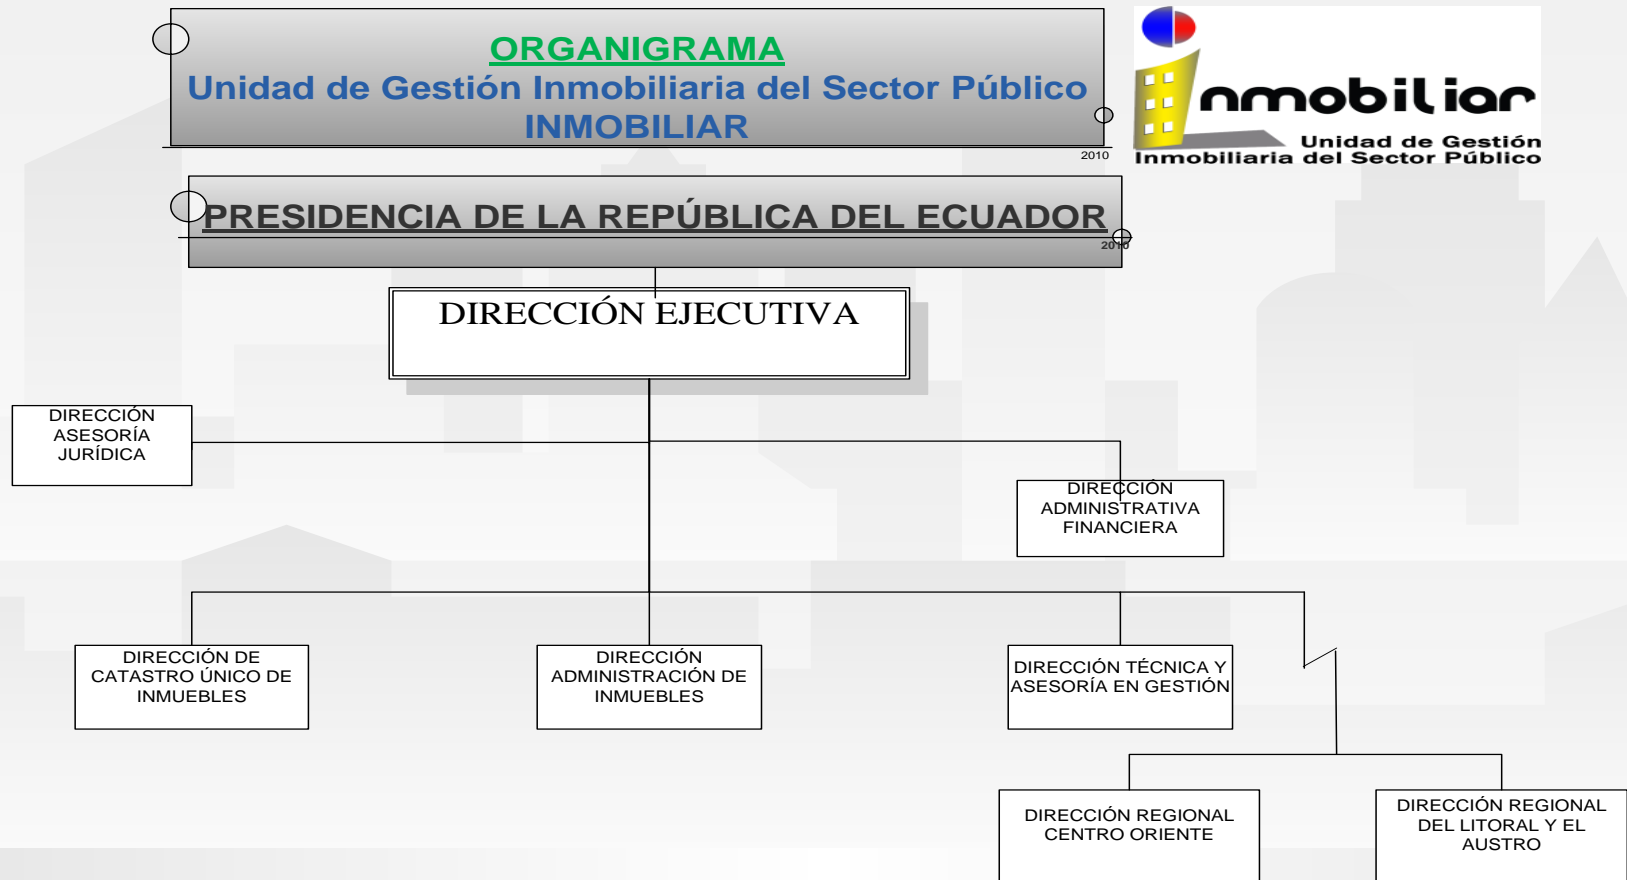 ORGANIGRAMA
Unidad de Gestión Inmobiliaria del Sector Público
INMOBILIAR
2010
inmobiliar
Unidad de Gestión
Inmobiliaria del Sector Público
PRESIDENCIA DE LA REPÚBLICA DEL ECUADOR
2010
DIRECCIÓN EJECUTIVA
DIRECCIÓN
ASESORÍA
JURÍDICA
DIRECCIÓN
ADMINISTRATIVA
FINANCIERA
DIRECCIÓN DE
CATASTRO ÚNICO DE
INMUEBLES
DIRECCIÓN
ADMINISTRACIÓN DE
INMUEBLES
DIRECCIÓN TÉCNICA Y
ASESORÍA EN GESTIÓN
DIRECCIÓN REGIONAL
CENTRO ORIENTE
DIRECCIÓN REGIONAL
DEL LITORAL Y EL
AUSTRO